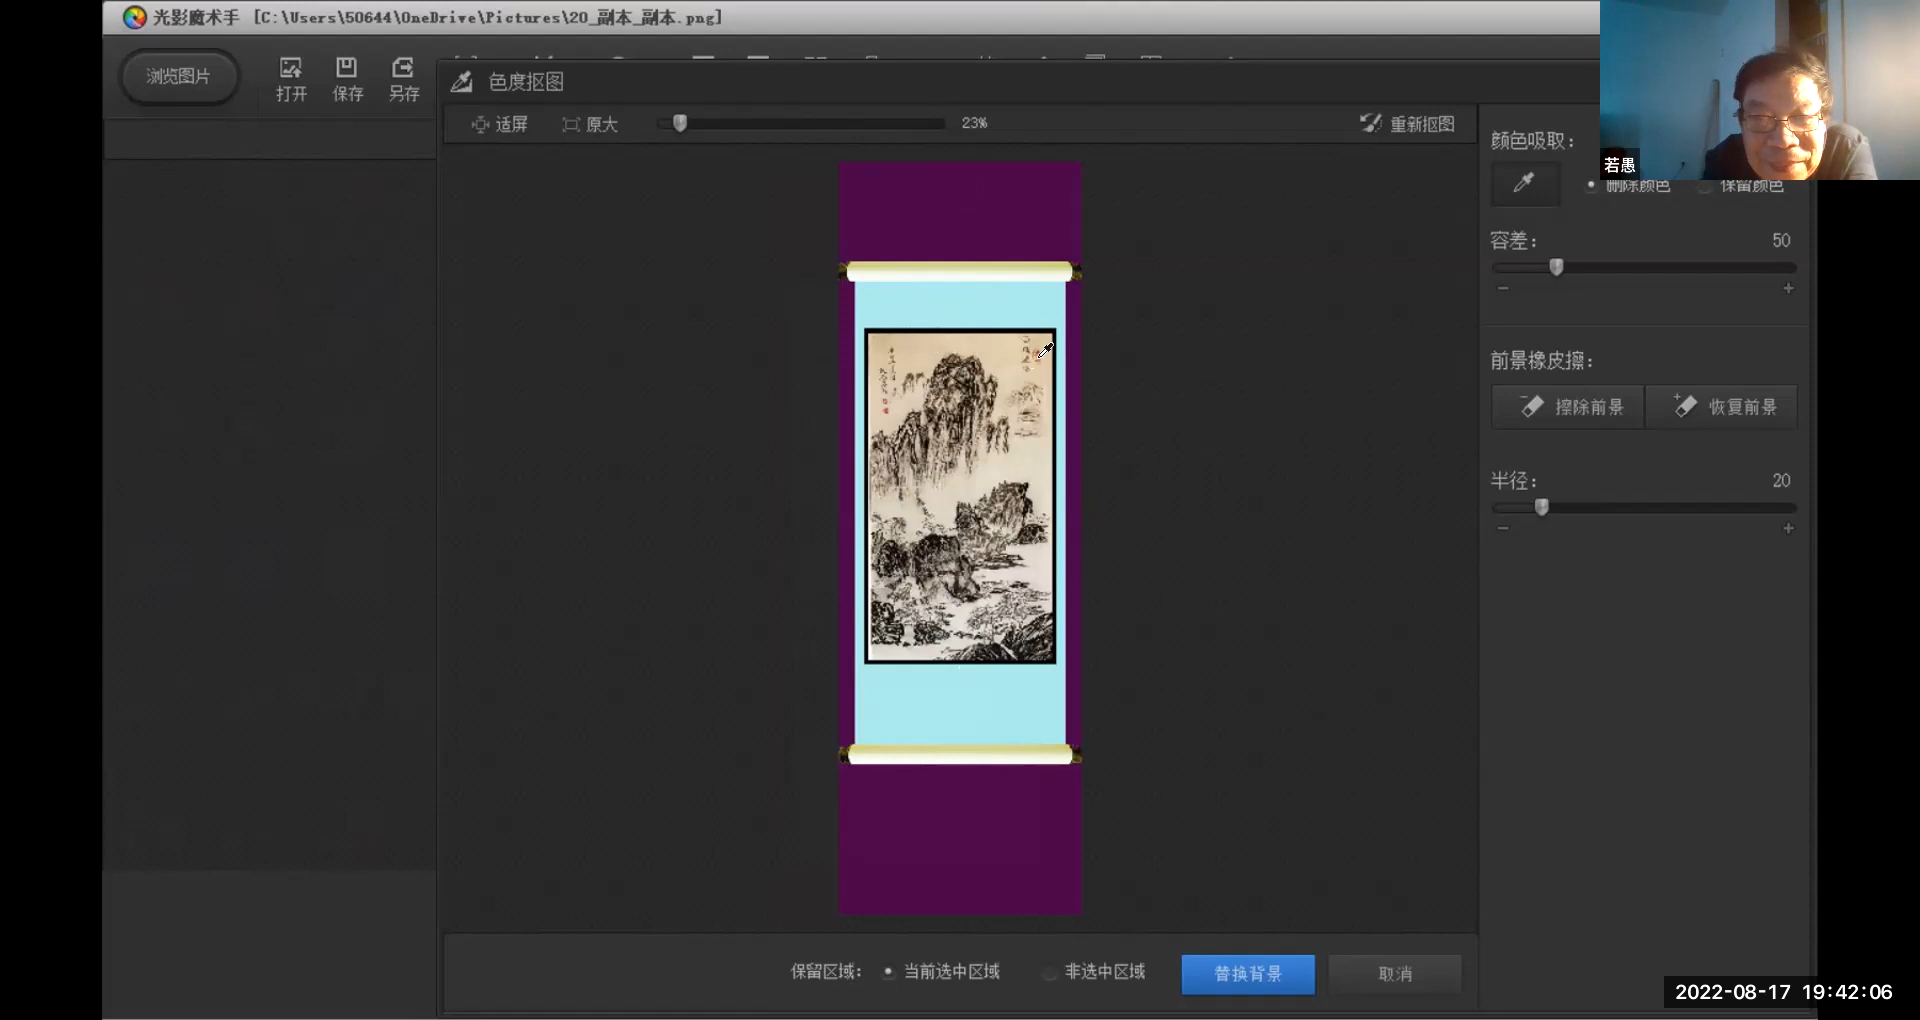 光影魔术手 [C:\Users\50644\OneDrive\Pictures\20_副本_副本.png]
浏览图片
打开
保存
另存
色度抠图
适屏
原大
23%
重新抠图
颜色吸取：
若愚
删除颜色
保留颜色
容差：
50
前景橡皮擦：
擦除前景
恢复前景
半径：
20
保留区域：
当前选中区域
非选中区域
替换背景
取消
2022-08-17 19:42:06